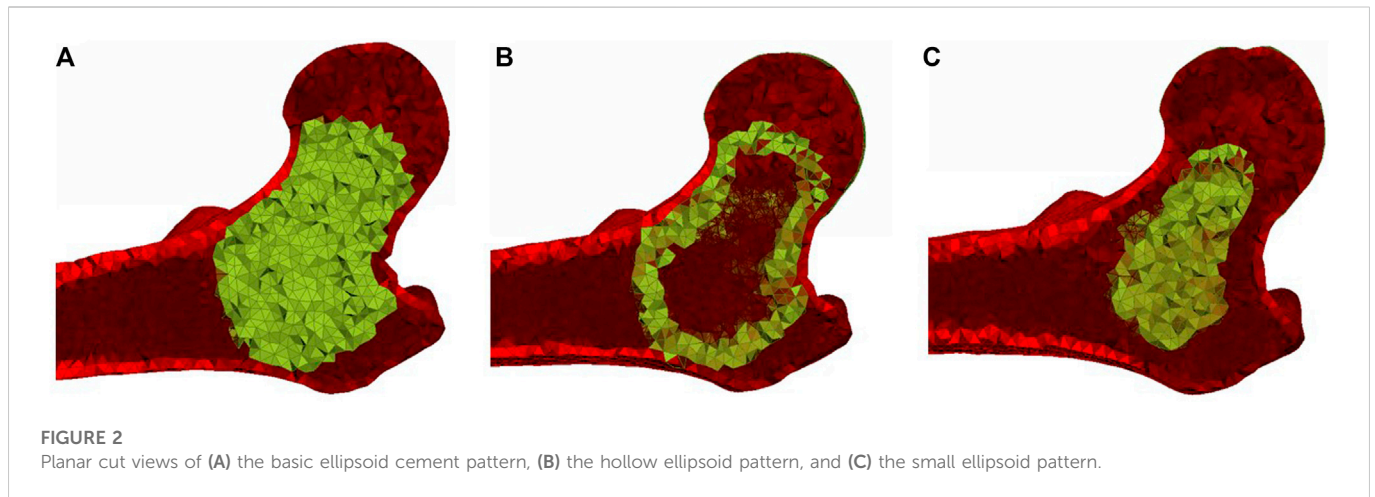 A
B
C
FIGURE 2
Planar cut views of (A) the basic ellipsoid cement pattern, (B) the hollow ellipsoid pattern, and (C) the small ellipsoid pattern.